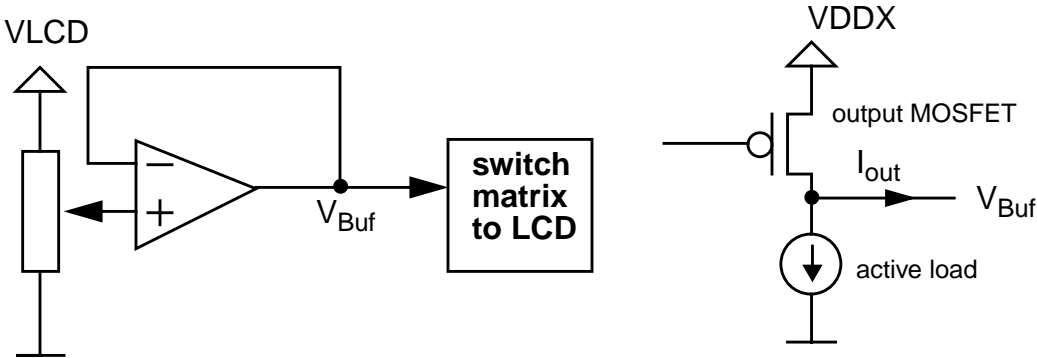 VLCD
−
+
V_Buf
switch
matrix
to LCD
VDDX
output MOSFET
I_out
V_Buf
active load